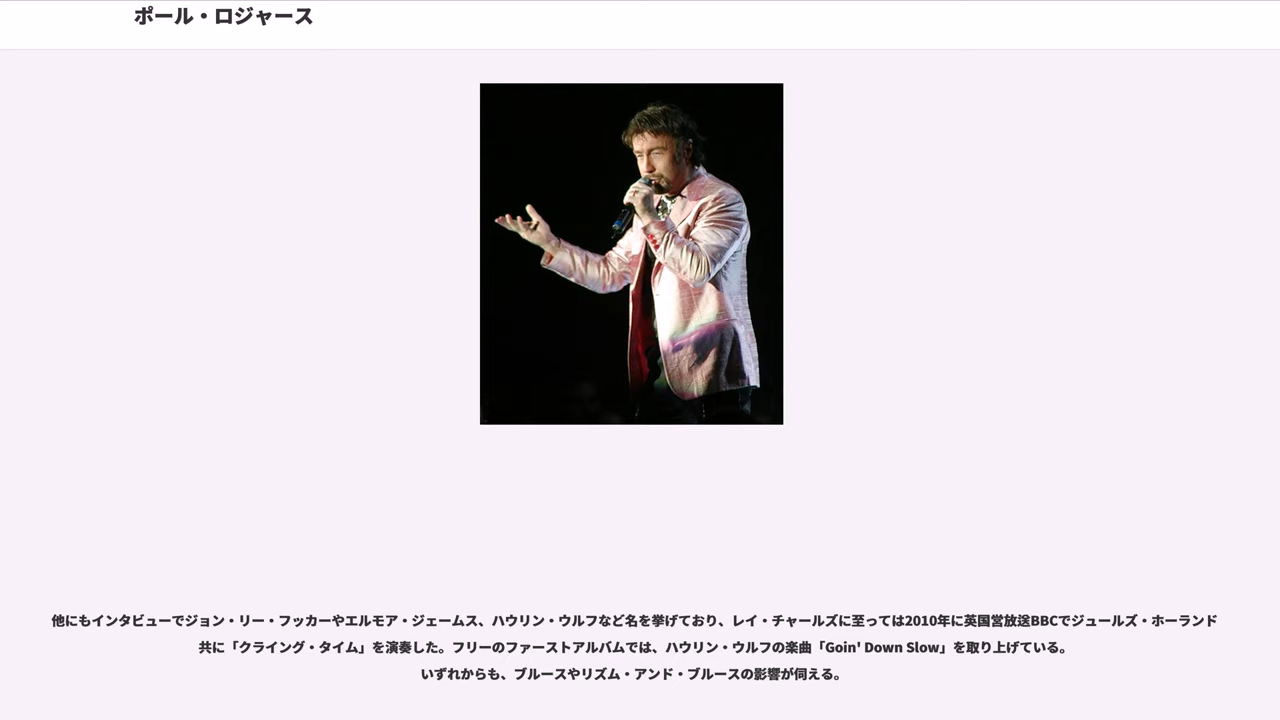 ポール・ロジャース
他にもインタビューでジョン・リー・フッカーやエルモア・ジェームス、ハウリン・ウルフなど名を挙げており、レイ・チャールズに至っては2010年に英国営放送BBCでジュールズ・ホーランド
共に「クライング・タイム」を演奏した。フリーのファーストアルバムでは、ハウリン・ウルフの楽曲「Goin' Down Slow」を取り上げている。
いずれからも、ブルースやリズム・アンド・ブルースの影響が伺える。